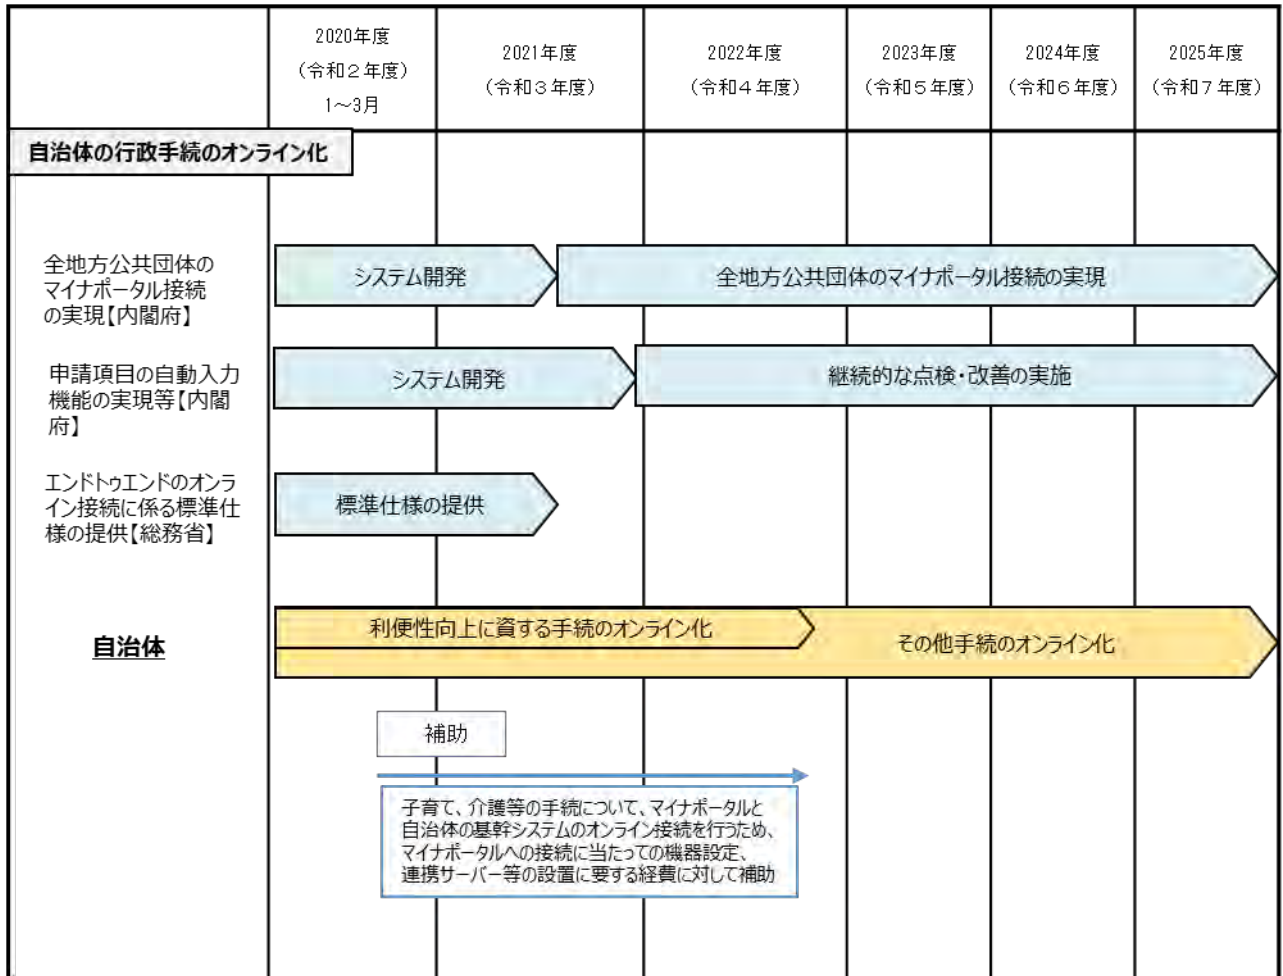 2020年度
（令和２年度）
1～3月
2021年度
（令和３年度）
2022年度
（令和４年度）
2023年度
（令和５年度）
2024年度
（令和６年度）
2025年度
（令和７年度）
自治体の行政手続のオンライン化
全地方公共団体の
マイナポータル接続
の実現【内閣府】
システム開発
全地方公共団体のマイナポータル接続の実現
申請項目の自動入力
機能の実現等【内閣
府】
システム開発
継続的な点検・改善の実施
エンドトゥエンドのオンラ
イン接続に係る標準仕
様の提供【総務省】
標準仕様の提供
自治体
利便性向上に資する手続のオンライン化
その他手続のオンライン化
補助
子育て、介護等の手続について、マイナポータルと
自治体の基幹システムのオンライン接続を行うため、
マイナポータルへの接続に当たっての機器設定、
連携サーバー等の設置に要する経費に対して補助